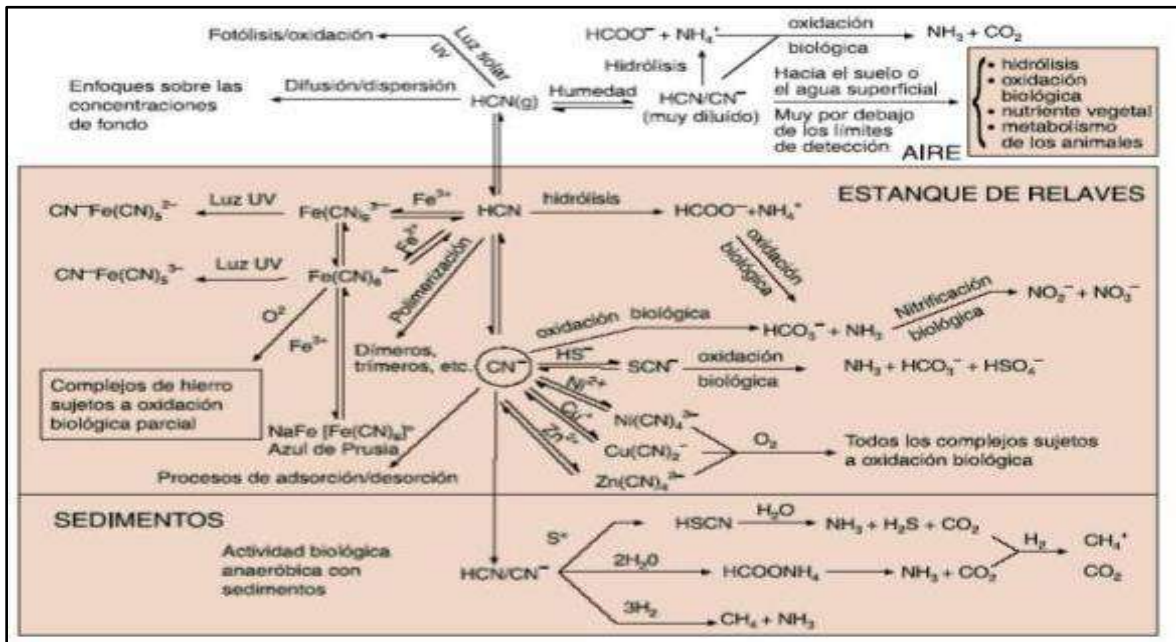 Fotólisis/oxidación
Luz solar
UV
HCOO⁻ + NH₄⁺
oxidación
biológica
NH₃ + CO₂
Hidrólisis
Enfoques sobre las
concentraciones
de fondo
Difusión/dispersión
HCN(g)
Humedad
HCN/CN⁻
(muy diluído)
Hacia el suelo o
el agua superficial
Muy por debajo
de los límites
de detección
• hidrólisis
• oxidación
biológica
• nutriente vegetal
• metabolismo
de los animales
AIRE
ESTANQUE DE RELAVES
CN⁻Fe(CN)₅²⁻
Luz UV
Fe(CN)₆³⁻
Fe³⁺
HCN
hidrólisis
HCOO⁻+NH₄⁺
Fe²⁺
CN⁻Fe(CN)₅³⁻
Luz UV
Fe(CN)₆⁴⁻
Polimerización
oxidación
biológica
O²
Fe³⁺
Dímeros,
trímeros, etc.
CN⁻
oxidación biológica
HCO₃⁻ + NH₃
Nitrificación
biológica
NO₂⁻ + NO₃⁻
HS⁻
SCN⁻
oxidación
biológica
NH₃ + HCO₃⁻ + HSO₄⁻
Complejos de hierro
sujetos a oxidación
biológica parcial
Ni²⁺
Cu⁺
Zn²⁺
Ni(CN)₄²⁻
Cu(CN)₂⁻
Zn(CN)₄²⁻
O₂
Todos los complejos sujetos
a oxidación biológica
NaFe [Fe(CN)₆]
Azul de Prusia
Procesos de adsorción/desorción
SEDIMENTOS
Actividad biológica
anaeróbica con
sedimentos
HCN/CN⁻
HSCN
H₂O
NH₃ + H₂S + CO₂
2H₂0
HCOONH₄
NH₃ + CO₂
H₂
CH₄⁺
CO₂
3H₂
CH₄ + NH₃